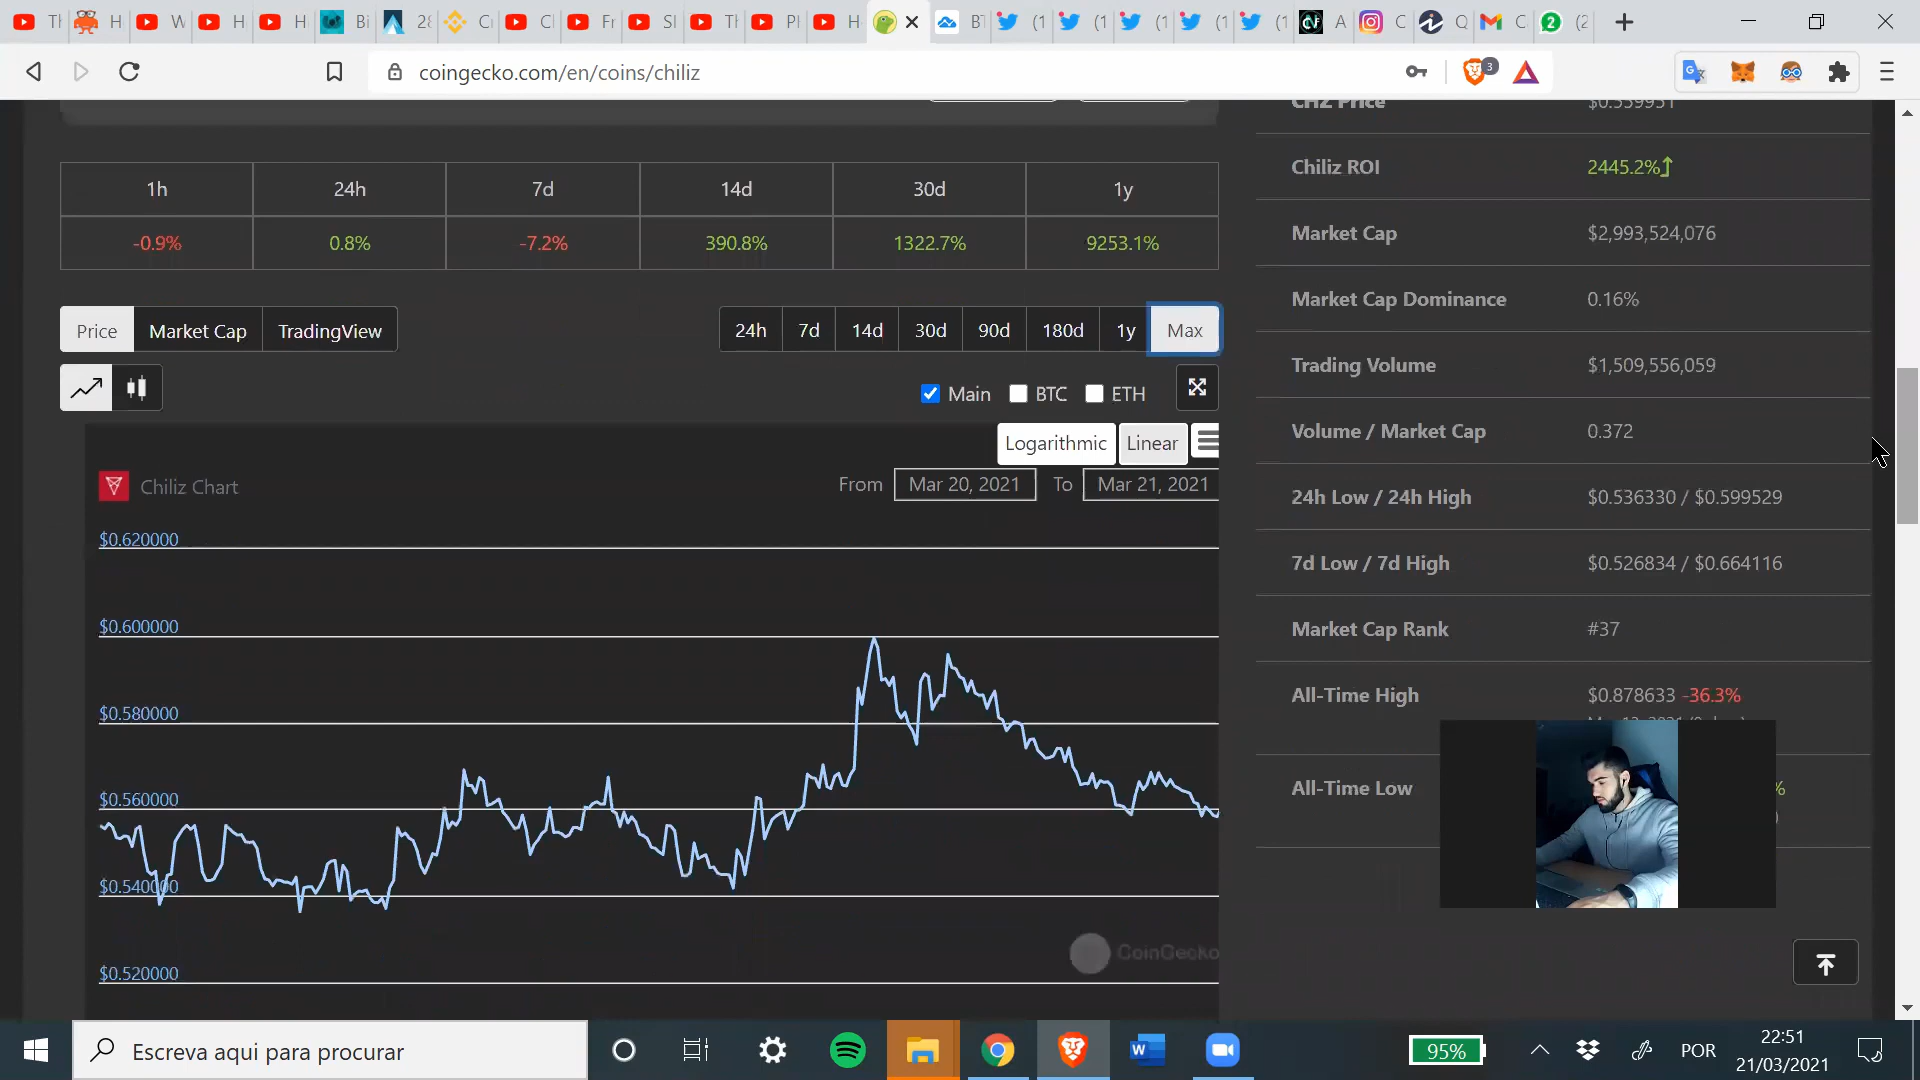 coingecko.com/en/coins/chiliz
3
1h 24h 7d 14d 30d 1y
-0.9% 0.8% -7.2% 390.8% 1322.7% 9253.1%
Price Market Cap TradingView
24h 7d 14d 30d 90d 180d 1y Max
Main BTC ETH
Logarithmic Linear
Chiliz Chart
From Mar 20, 2021 To Mar 21, 2021
$0.620000
$0.600000
$0.580000
$0.560000
$0.540000
$0.520000
CoinGecko
CHZ Price $0.559951
Chiliz ROI 2445.2%
Market Cap $2,993,524,076
Market Cap Dominance 0.16%
Trading Volume $1,509,556,059
Volume / Market Cap 0.372
24h Low / 24h High $0.536330 / $0.599529
7d Low / 7d High $0.526834 / $0.664116
Market Cap Rank #37
All-Time High $0.878633 -36.3%
All-Time Low %
Escreva aqui para procurar
95%
POR
22:51
21/03/2021